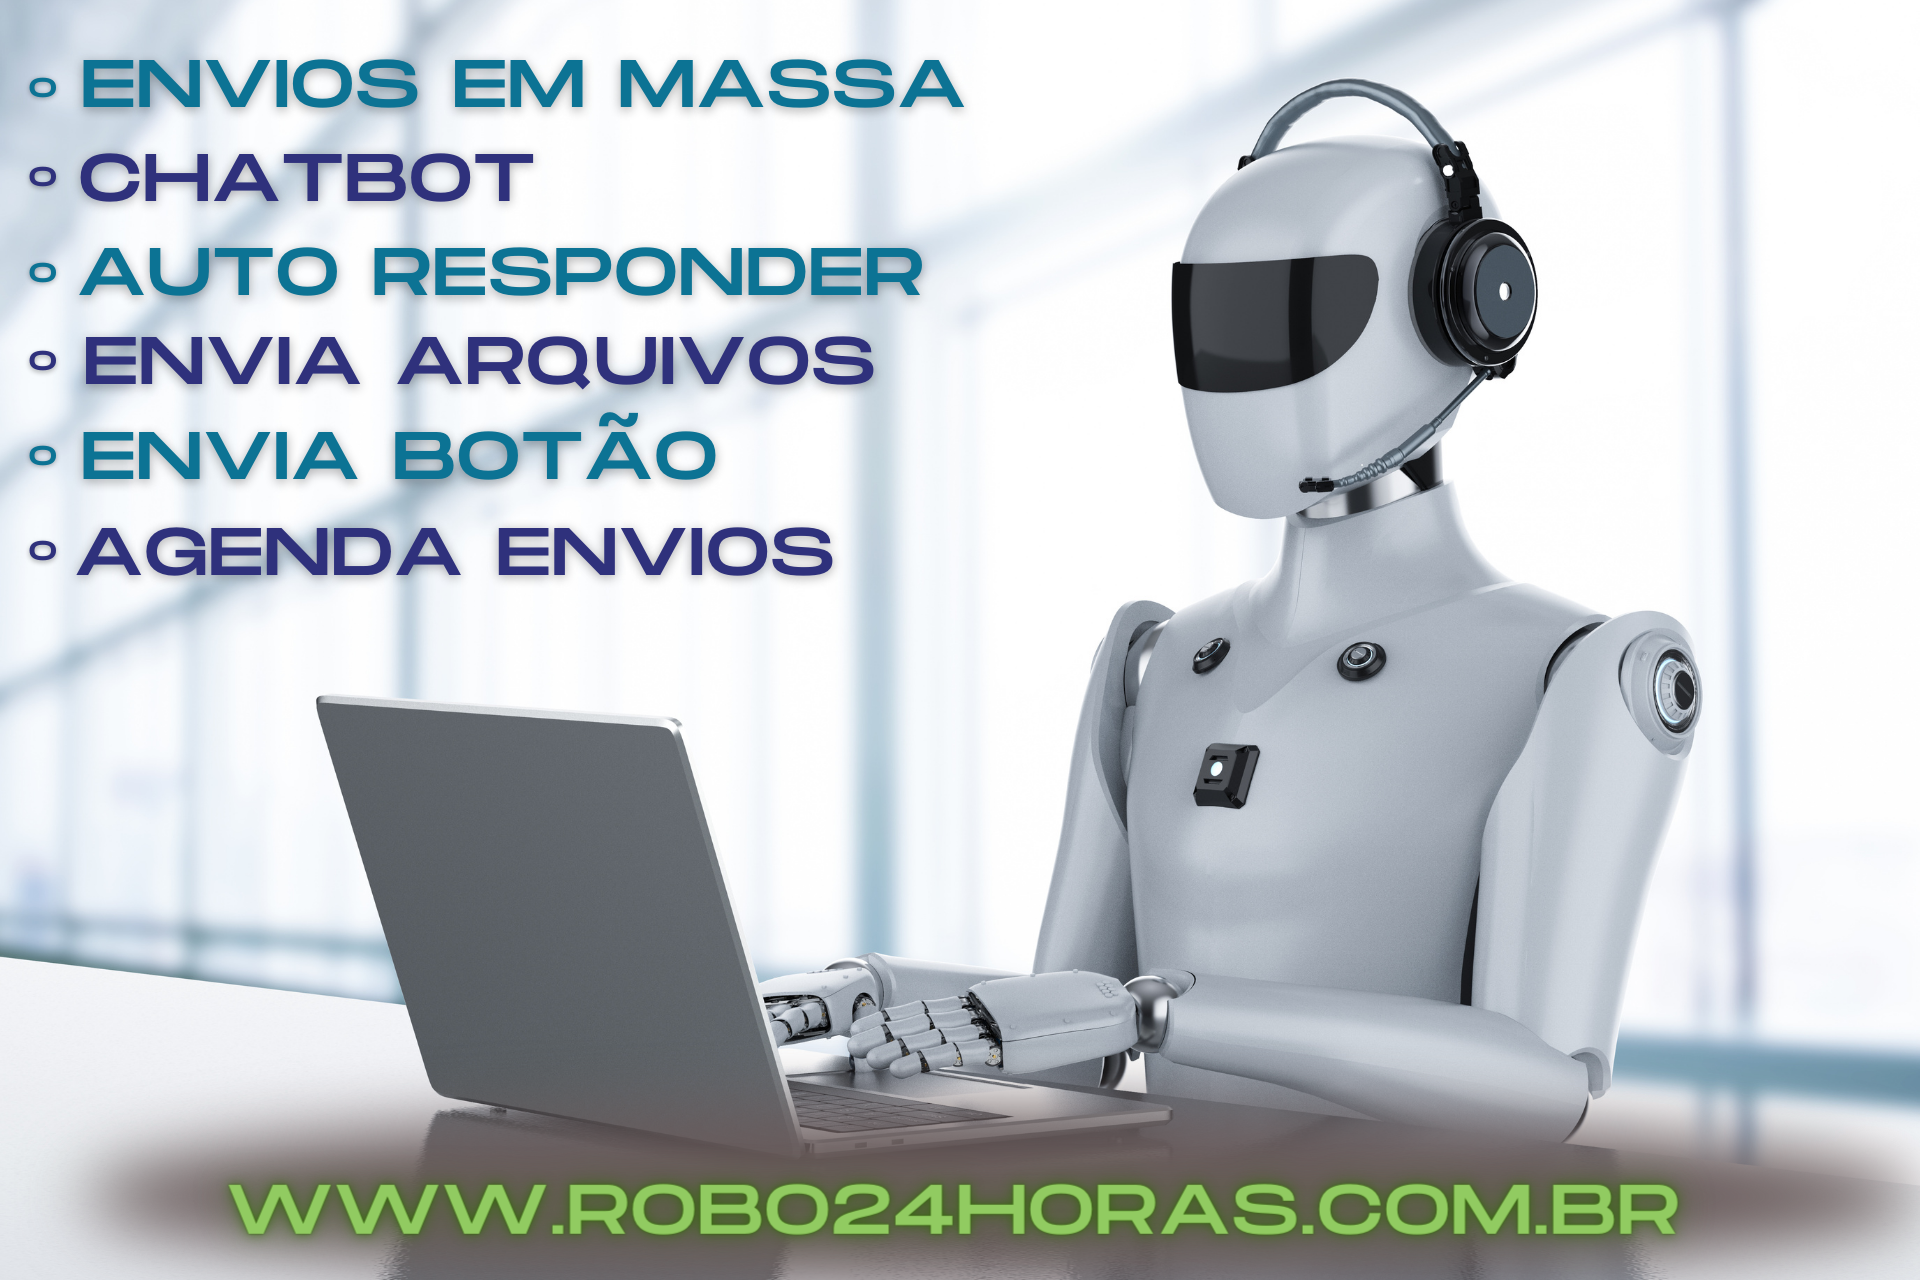 ENVIOS EM MASSA
CHATBOT
AUTO RESPONDER
ENVIA ARQUIVOS
ENVIA BOTÃO
AGENDA ENVIOS
WWW.ROBO24HORAS.COM.BR